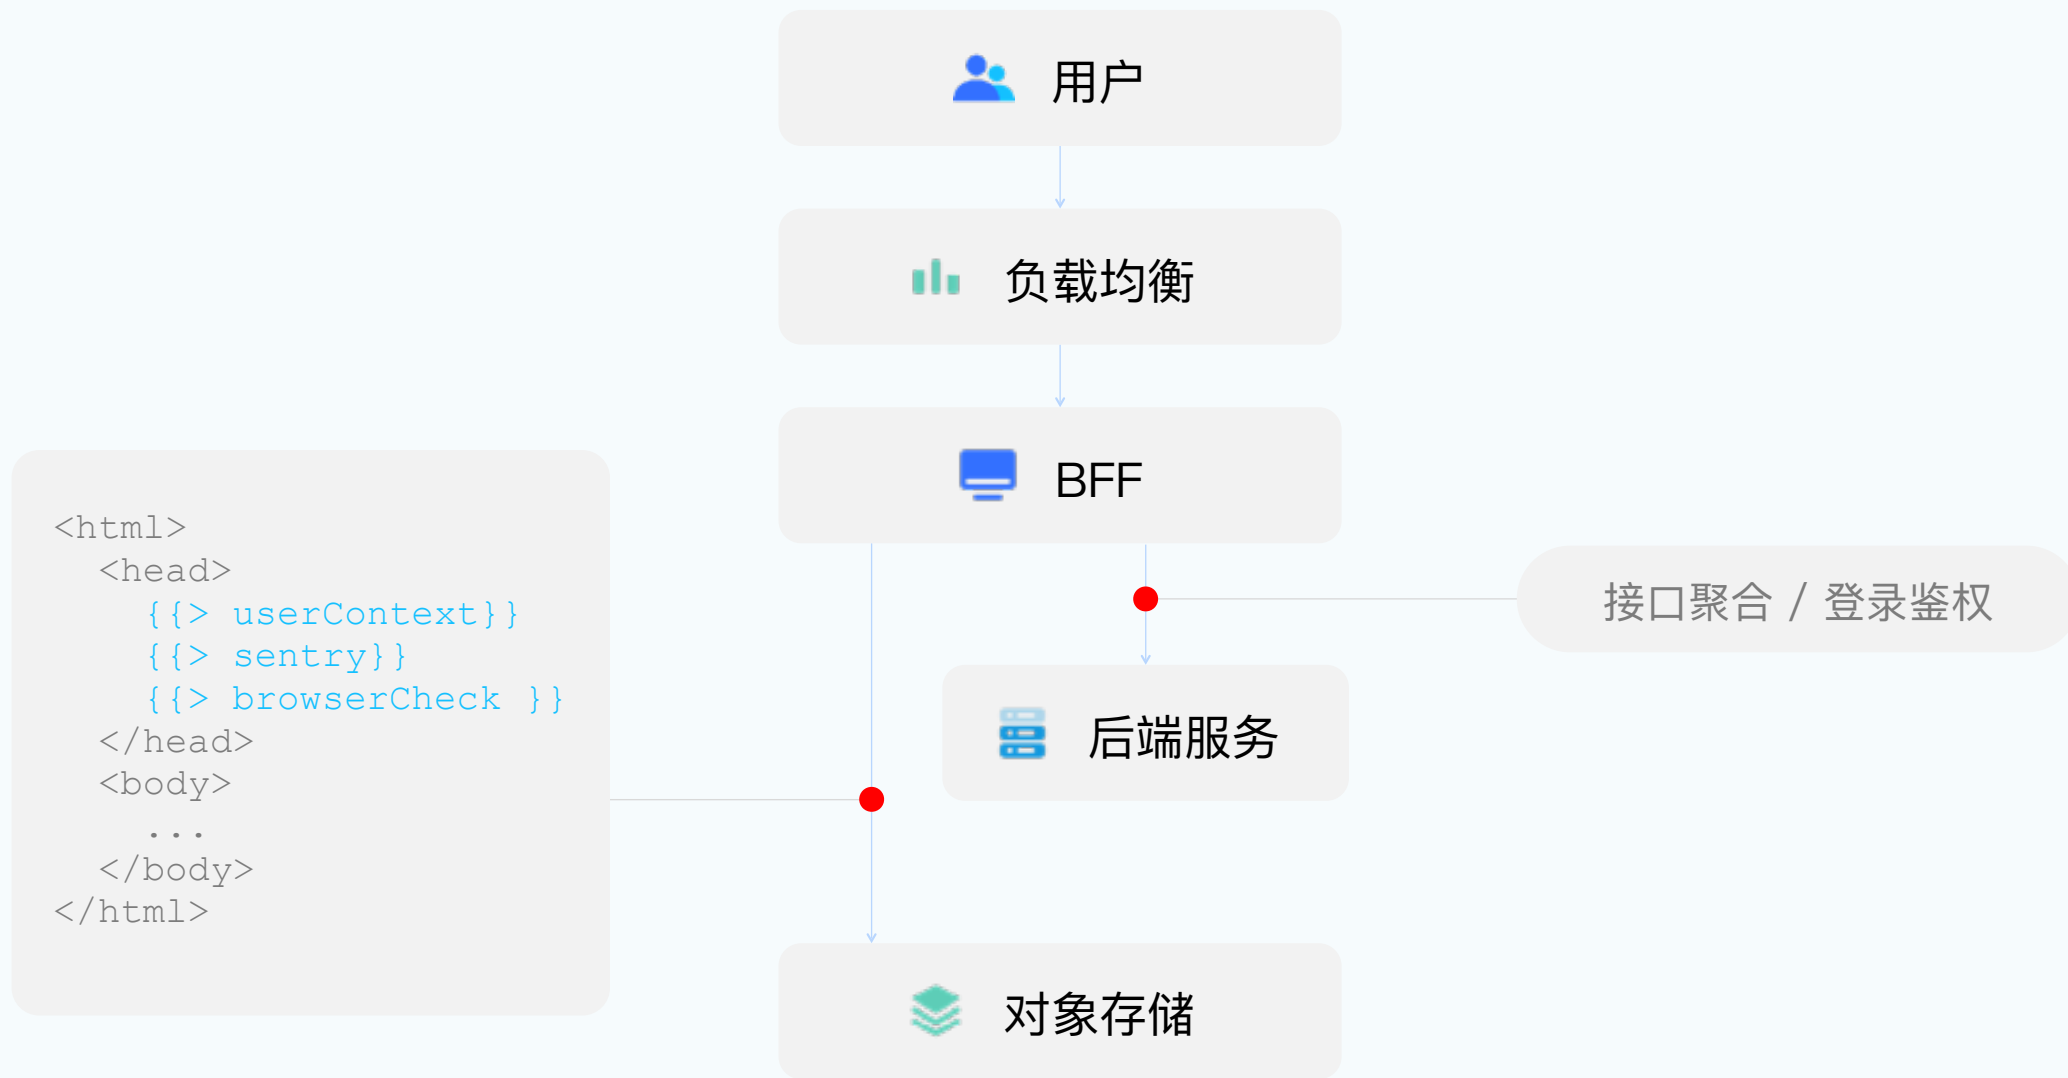 用户
负载均衡
BFF
<html>
<head>
{{> userContext}}
{{> sentry}}
{{> browserCheck }}
</head>
<body>
...
</body>
</html>
接口聚合 / 登录鉴权
后端服务
对象存储